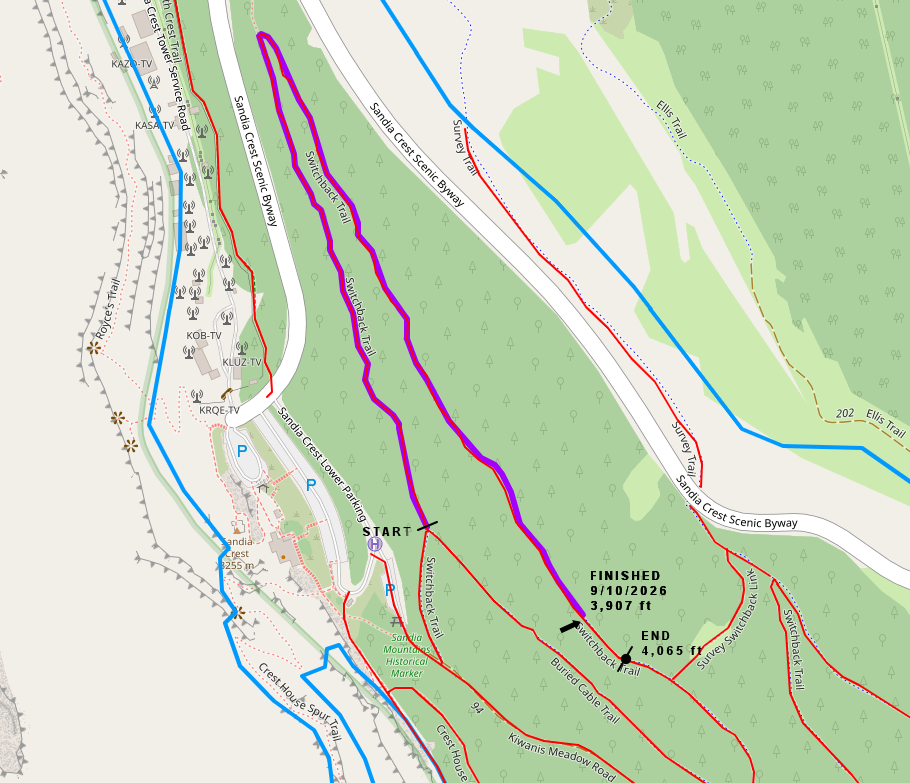 th Crest Trail
a Crest Tower Service Road
KAZQ-TV
KASA-TV
Sandia Crest Scenic Byway
Sandia Crest Scenic Byway
Survey Trail
Ellis Trail
Switchback Trail
Switchback Trail
Royce's Trail
KOB-TV
KLUZ-TV
KRQE-TV
P
P
Sandia Crest Lower Parking
202
Ellis Trail
Survey Trail
Sandia Crest Scenic Byway
START
H
Sandia
Crest
3255 m
P
Switchback Trail
FINISHED
9/10/2026
3,907 ft
END
4,065 ft
Switchback Trail
Survey Switchback Link
Switchback Trail
Sandia
Mountains
Historical
Marker
Buried Cable Trail
Crest House Spur Trail
94
Crest House
Kiwanis Meadow Road